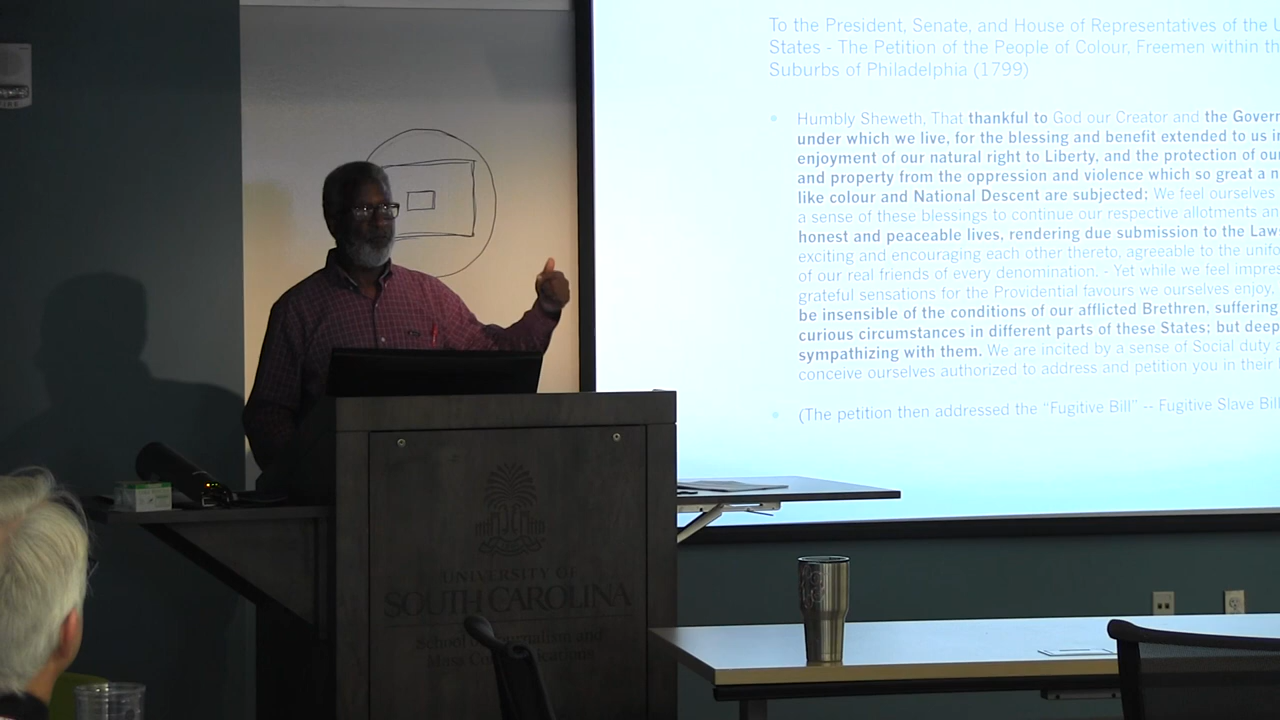 To the President, Senate, and House of Representatives of the
States - The Petition of the People of Colour, Freemen within
Suburbs of Philadelphia (1799)
Humbly Sheweth, That thankful to God our Creator and the
under which we live, for the blessing and benefit extended to us
enjoyment of our natural right to Liberty, and the protection of
and property from the oppression and violence which so great a
like colour and National Descent are subjected; We feel ourselves
a sense of these blessings to continue our respective allotments
honest and peaceable lives, rendering due submission to the
exciting and encouraging each other thereto, agreeable to the
of our real friends of every denomination. - Yet while we feel
grateful sensations for the Providential favours we ourselves enjoy,
be insensible of the conditions of our afflicted Brethren, suffering
curious circumstances in different parts of these States; but
sympathizing with them. We are incited by a sense of Social duty
conceive ourselves authorized to address and petition you in their
(The petition then addressed the “Fugitive Bill” -- Fugitive Slave
UNIVERSITY OF
SOUTH CAROLINA
School of Journalism and
Mass Communications
FIRE